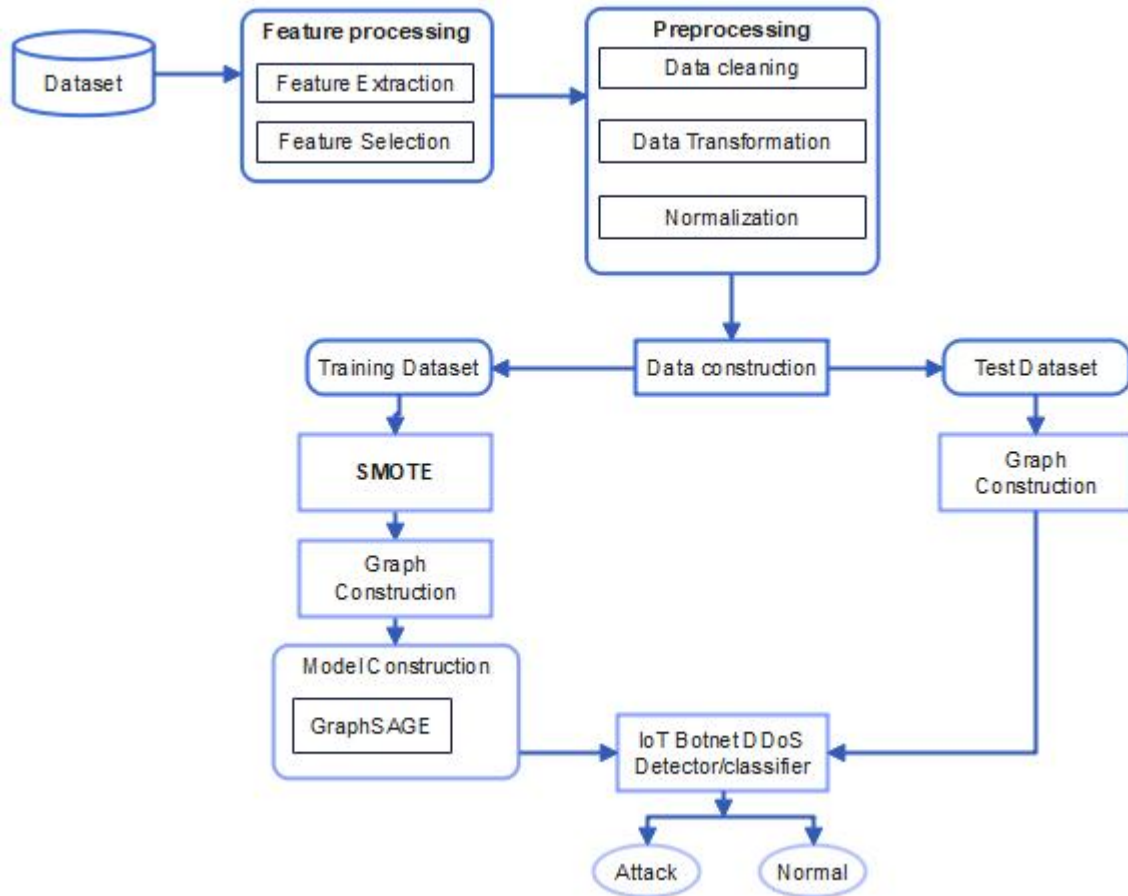 Dataset
Feature processing
Feature Extraction
Feature Selection
Preprocessing
Data cleaning
Data Transformation
Normalization
Training Dataset
Data construction
Test Dataset
SMOTE
Graph
Construction
Graph
Construction
Model Construction
GraphSAGE
IoT Botnet DDoS
Detector/classifier
Attack
Normal